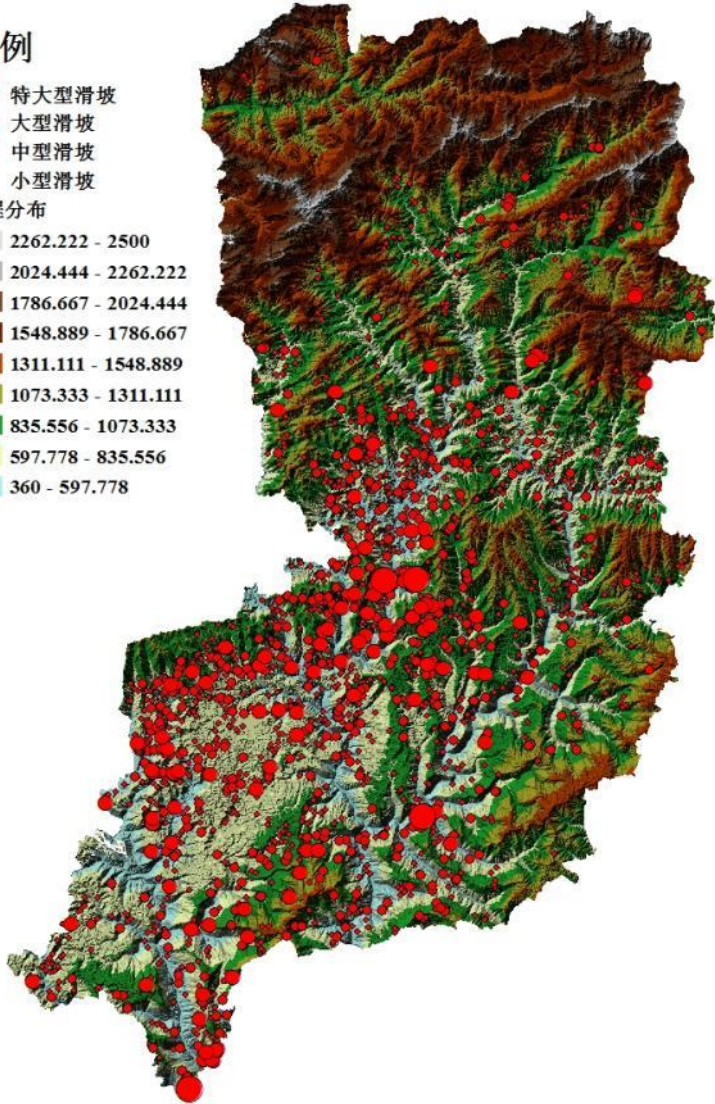 例
特大型滑坡
大型滑坡
中型滑坡
小型滑坡
分布
2262.222 - 2500
2024.444 - 2262.222
1786.667 - 2024.444
1548.889 - 1786.667
1311.111 - 1548.889
1073.333 - 1311.111
835.556 - 1073.333
597.778 - 835.556
360 - 597.778